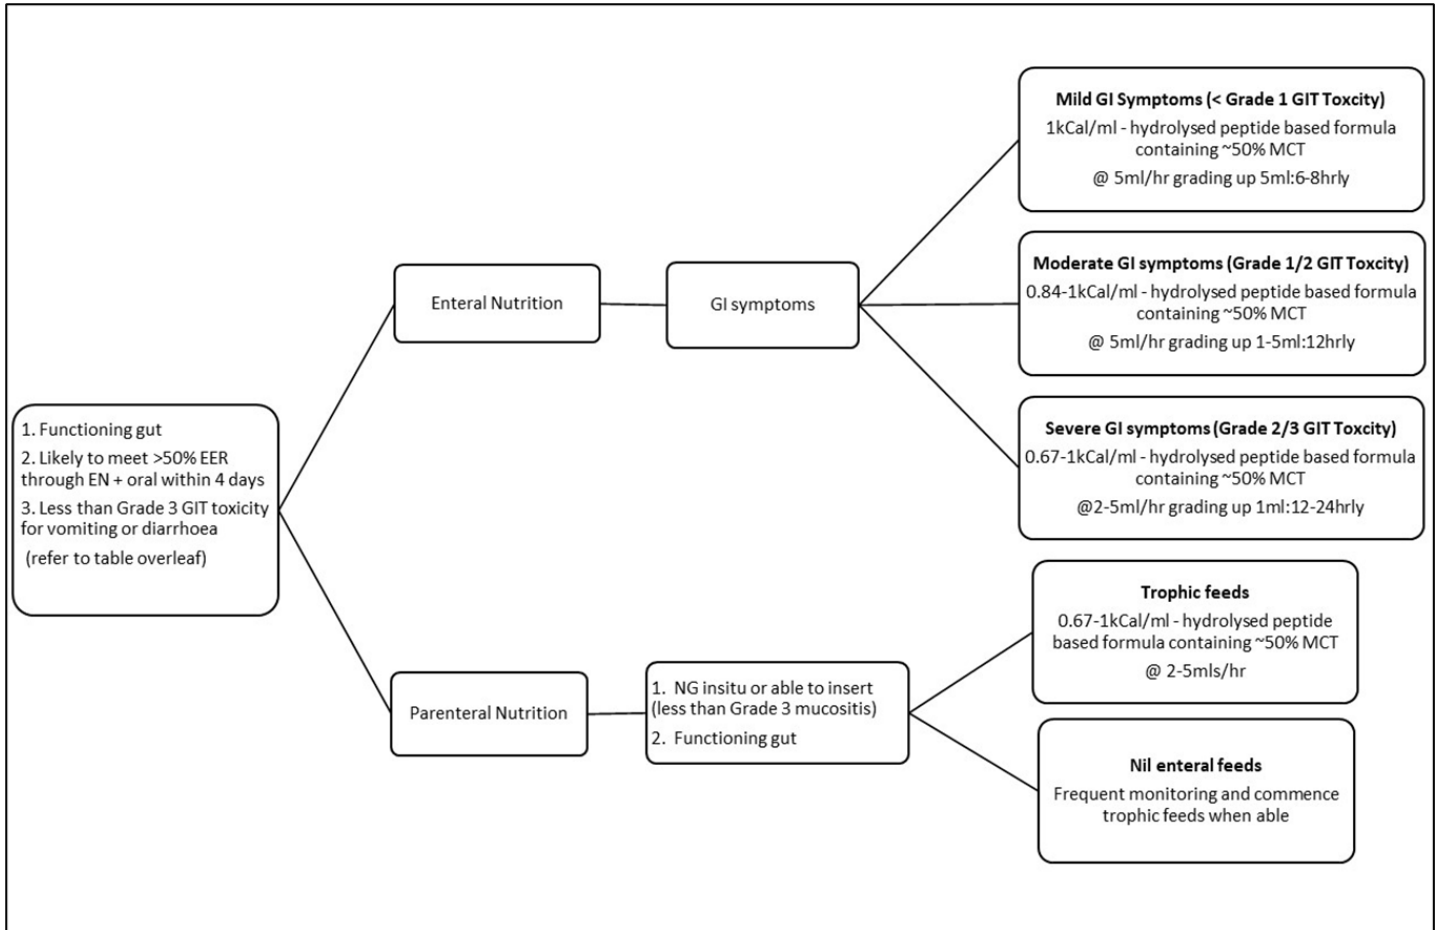 1. Functioning gut
2. Likely to meet >50% EER
through EN + oral within 4 days
3. Less than Grade 3 GIT toxicity
for vomiting or diarrhoea
(refer to table overleaf)
Enteral Nutrition
GI symptoms
Mild GI Symptoms (< Grade 1 GIT Toxcity)
1kCal/ml - hydrolysed peptide based formula
containing ~50% MCT
@ 5ml/hr grading up 5ml:6-8hrly
Moderate GI symptoms (Grade 1/2 GIT Toxcity)
0.84-1kCal/ml - hydrolysed peptide based formula
containing ~50% MCT
@ 5ml/hr grading up 1-5ml:12hrly
Severe GI symptoms (Grade 2/3 GIT Toxcity)
0.67-1kCal/ml - hydrolysed peptide based formula
containing ~50% MCT
@2-5ml/hr grading up 1ml:12-24hrly
Parenteral Nutrition
1. NG insitu or able to insert
(less than Grade 3 mucositis)
2. Functioning gut
Trophic feeds
0.67-1kCal/ml - hydrolysed peptide
based formula containing ~50% MCT
@ 2-5mls/hr
Nil enteral feeds
Frequent monitoring and commence
trophic feeds when able